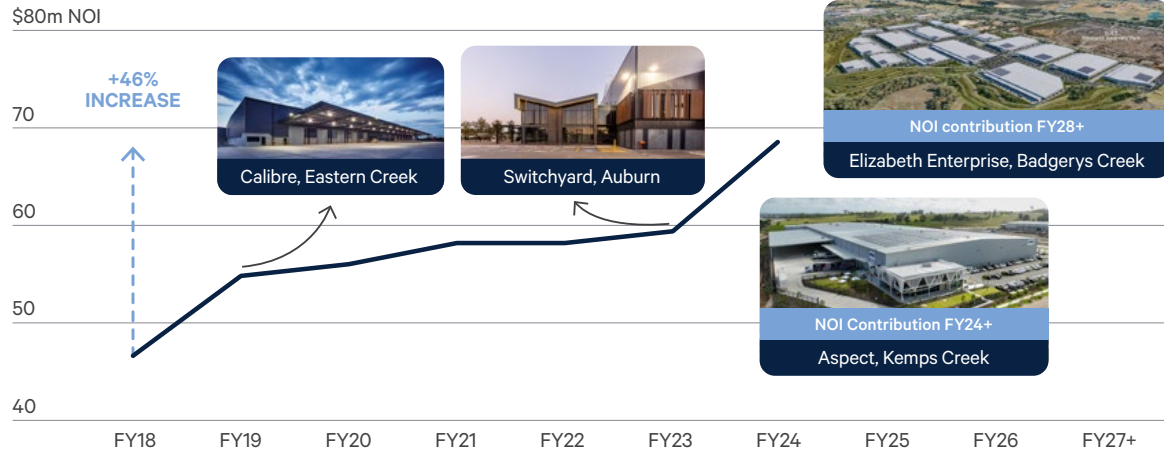 $80m NOI
+46%
INCREASE
70
60
50
40
Calibre, Eastern Creek
Switchyard, Auburn
NOI contribution FY28+
Elizabeth Enterprise, Badgerys Creek
NOI Contribution FY24+
Aspect, Kemps Creek
FY18 FY19 FY20 FY21 FY22 FY23 FY24 FY25 FY26 FY27+